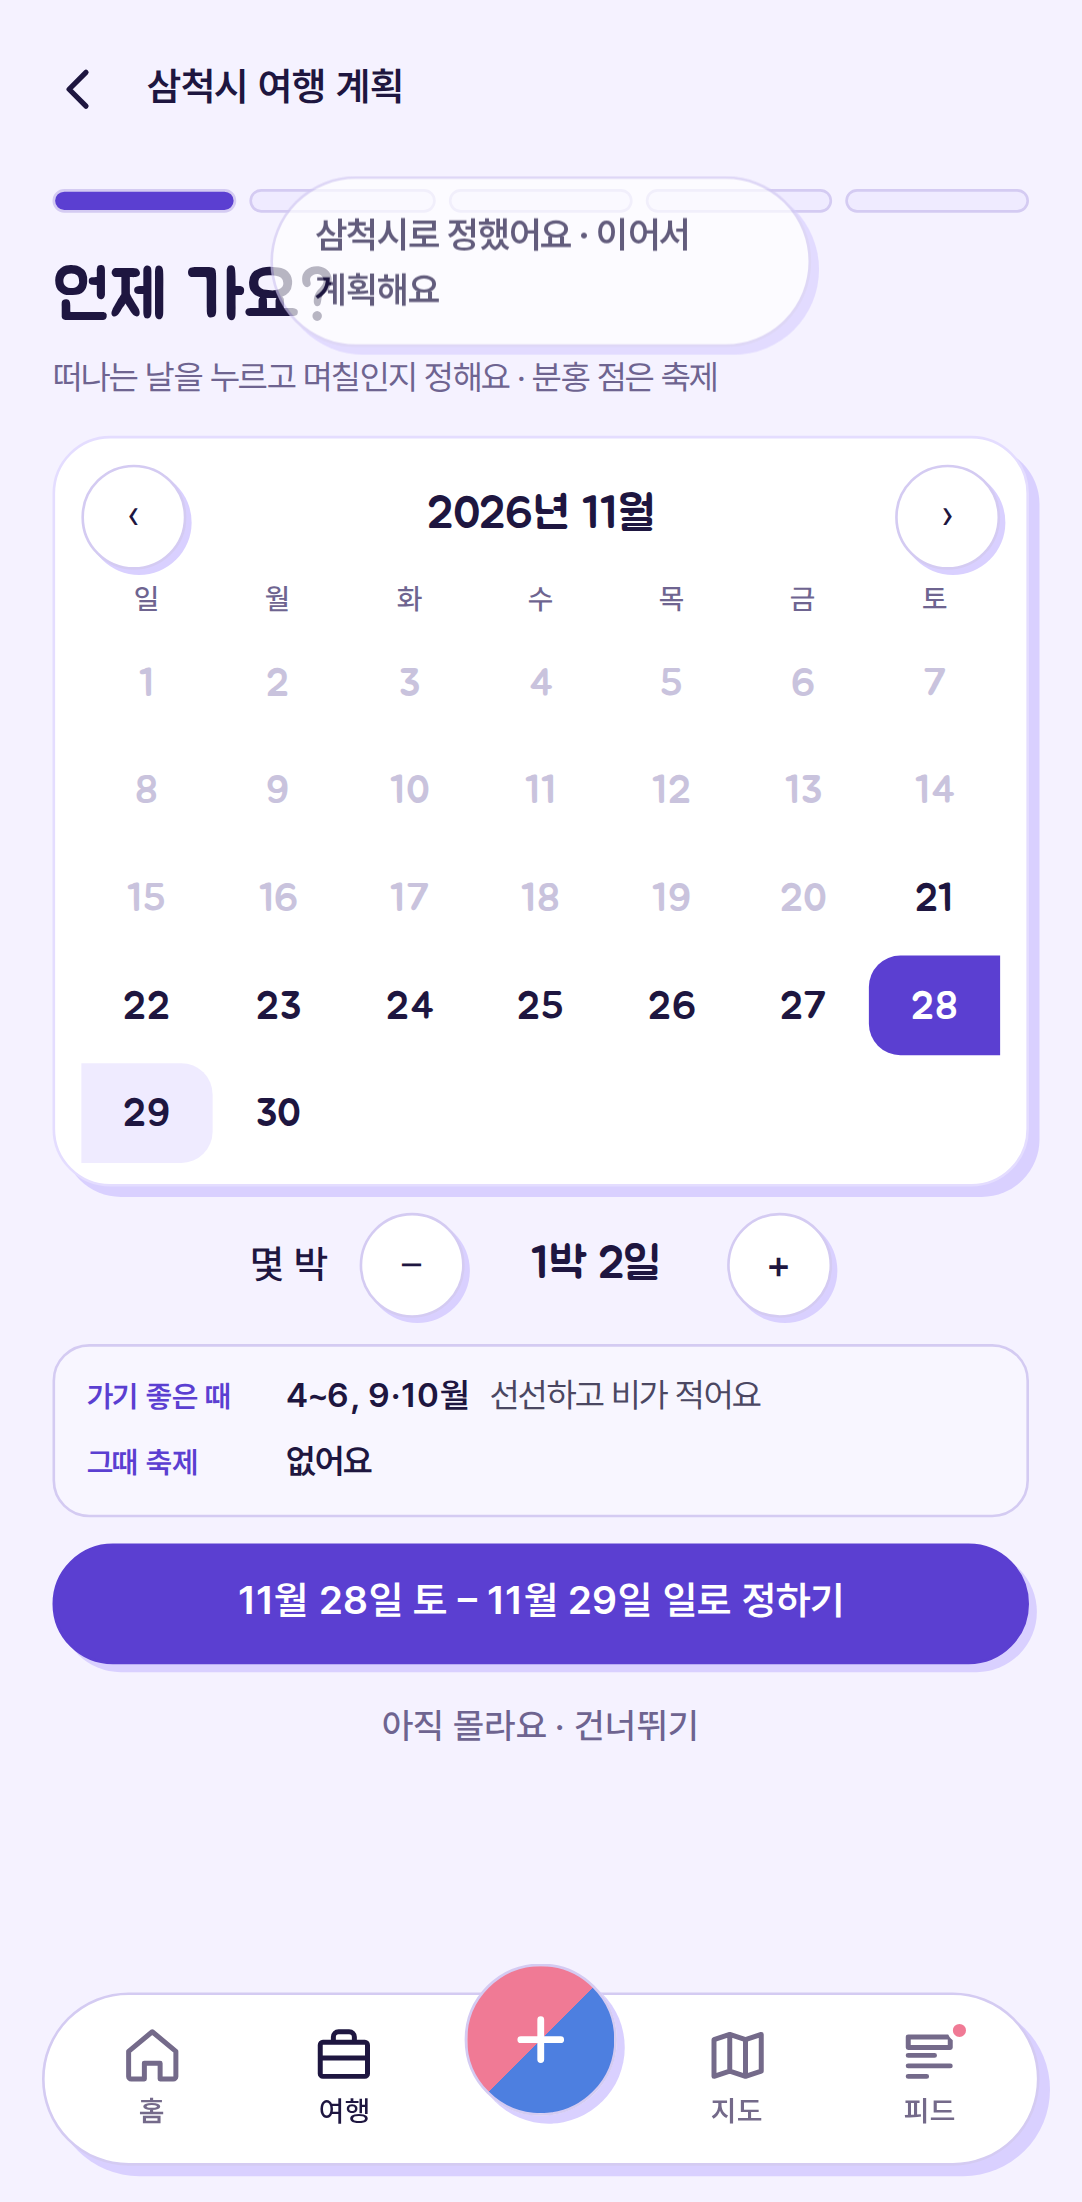 삼척시 여행 계획
삼척시로 정했어요 · 이어서
계획해요
언제 가요?
떠나는 날을 누르고 며칠인지 정해요 · 분홍 점은 축제
‹ 2026년 11월 ›
일 월 화 수 목 금 토
1 2 3 4 5 6 7
8 9 10 11 12 13 14
15 16 17 18 19 20 21
22 23 24 25 26 27 28
29 30
몇 박 − 1박 2일 +
가기 좋은 때 4~6, 9·10월 선선하고 비가 적어요
그때 축제 없어요
11월 28일 토 – 11월 29일 일로 정하기
아직 몰라요 · 건너뛰기
홈 여행 지도 피드